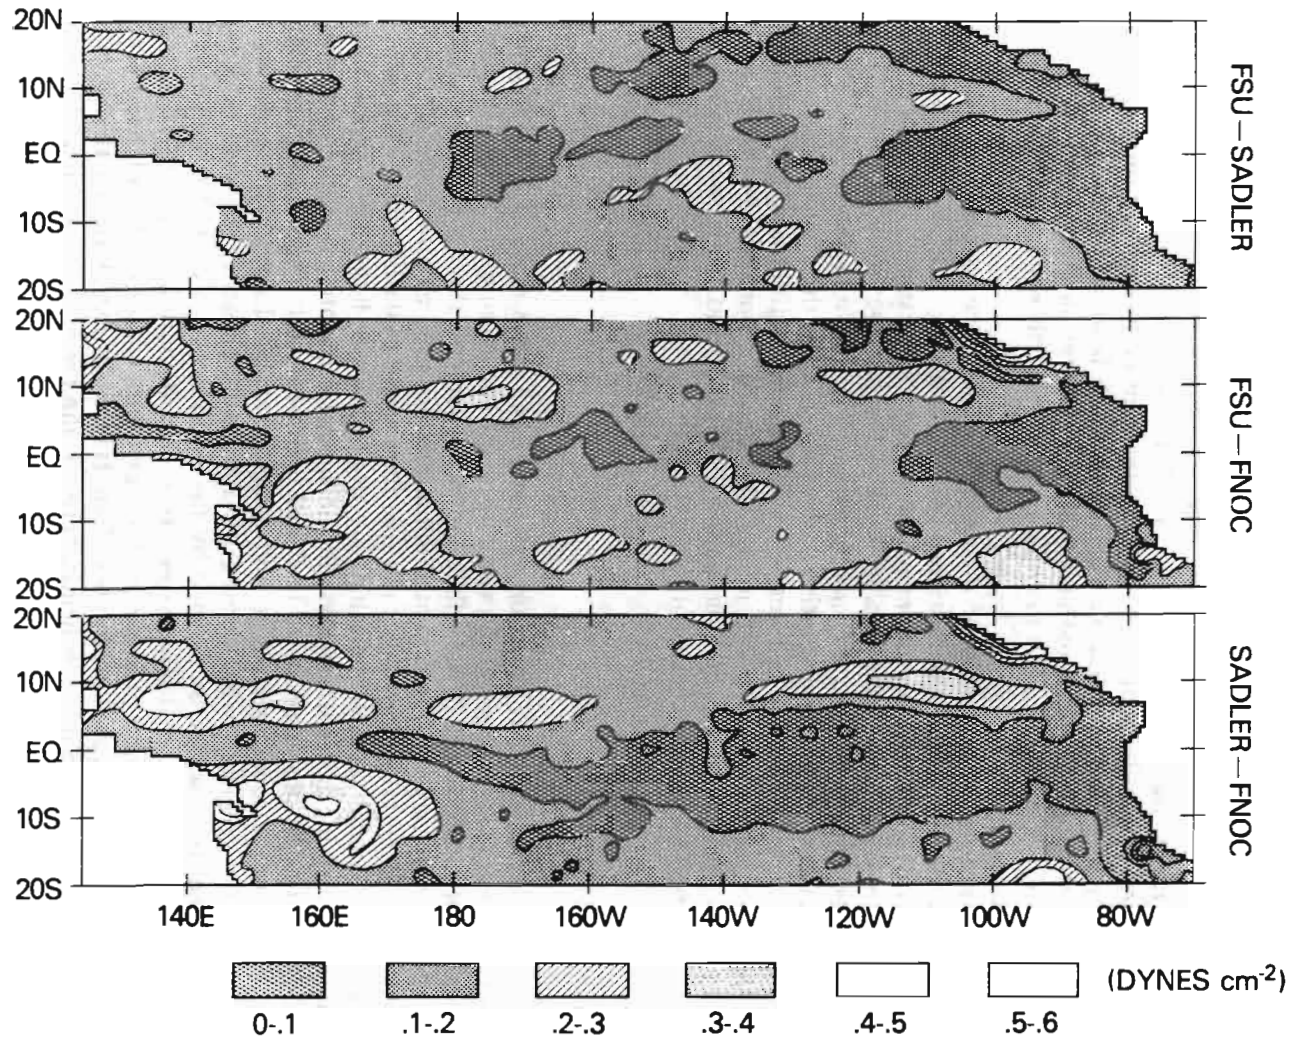 20N
10N
EQ
10S
20S
FSU—SADLER
20N
10N
EQ
10S
20S
FSU—FNOC
20N
10N
EQ
10S
20S
SADLER—FNOC
140E 160E 180 160W 140W 120W 100W 80W
(DYNES cm-2)
0-.1 .1-.2 .2-.3 .3-.4 .4-.5 .5-.6